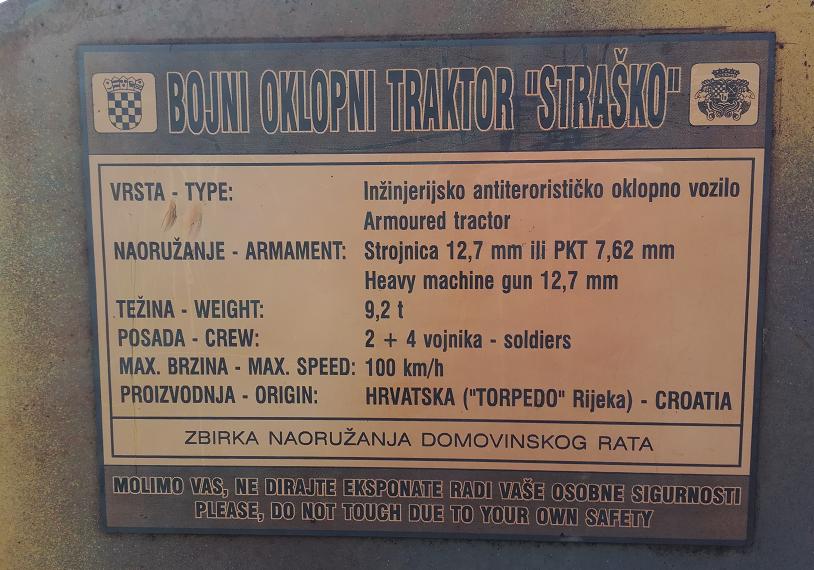 BOJNI OKLOPNI TRAKTOR "STRAŠKO"
VRSTA - TYPE: Inžinjerijsko antiterorističko oklopno vozilo
Armoured tractor
NAORUŽANJE - ARMAMENT: Strojnica 12,7 mm ili PKT 7,62 mm
Heavy machine gun 12,7 mm
TEŽINA - WEIGHT: 9,2 t
POSADA - CREW: 2 + 4 vojnika - soldiers
MAX. BRZINA - MAX. SPEED: 100 km/h
PROIZVODNJA - ORIGIN: HRVATSKA ("TORPEDO" Rijeka) - CROATIA
ZBIRKA NAORUŽANJA DOMOVINSKOG RATA
MOLIMO VAS, NE DIRAJTE EKSPONATE RADI VAŠE OSOBNE SIGURNOSTI
PLEASE, DO NOT TOUCH DUE TO YOUR OWN SAFETY